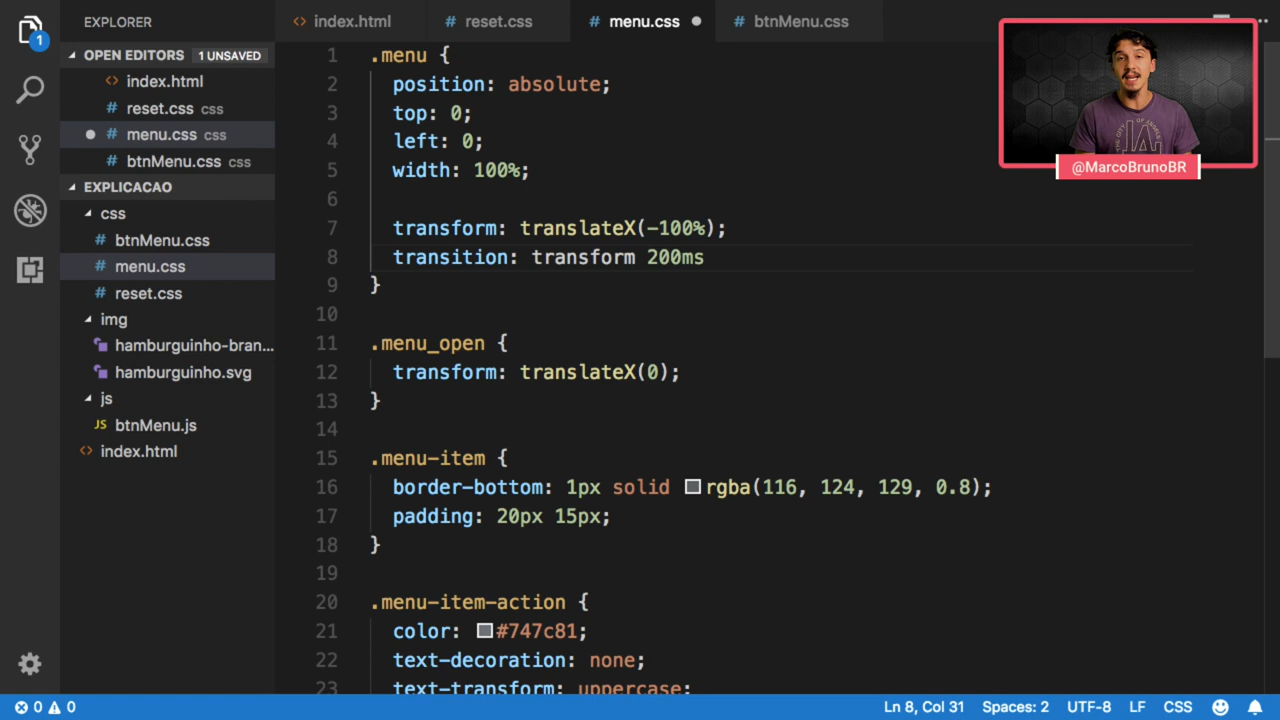 EXPLORER
index.html
reset.css
menu.css
btnMenu.css
1
OPEN EDITORS 1 UNSAVED
index.html
reset.css css
menu.css css
btnMenu.css css
EXPLICACAO
css
btnMenu.css
menu.css
reset.css
img
hamburguinho-bran...
hamburguinho.svg
js
JS btnMenu.js
index.html
1 .menu {
2 position: absolute;
3 top: 0;
4 left: 0;
5 width: 100%;
6
7 transform: translateX(-100%);
8 transition: transform 200ms
9 }
10
11 .menu_open {
12 transform: translateX(0);
13 }
14
15 .menu-item {
16 border-bottom: 1px solid rgba(116, 124, 129, 0.8);
17 padding: 20px 15px;
18 }
19
20 .menu-item-action {
21 color: #747c81;
22 text-decoration: none;
23 text-transform: uppercase;
@MarcoBrunoBR
0 0
Ln 8, Col 31 Spaces: 2 UTF-8 LF CSS